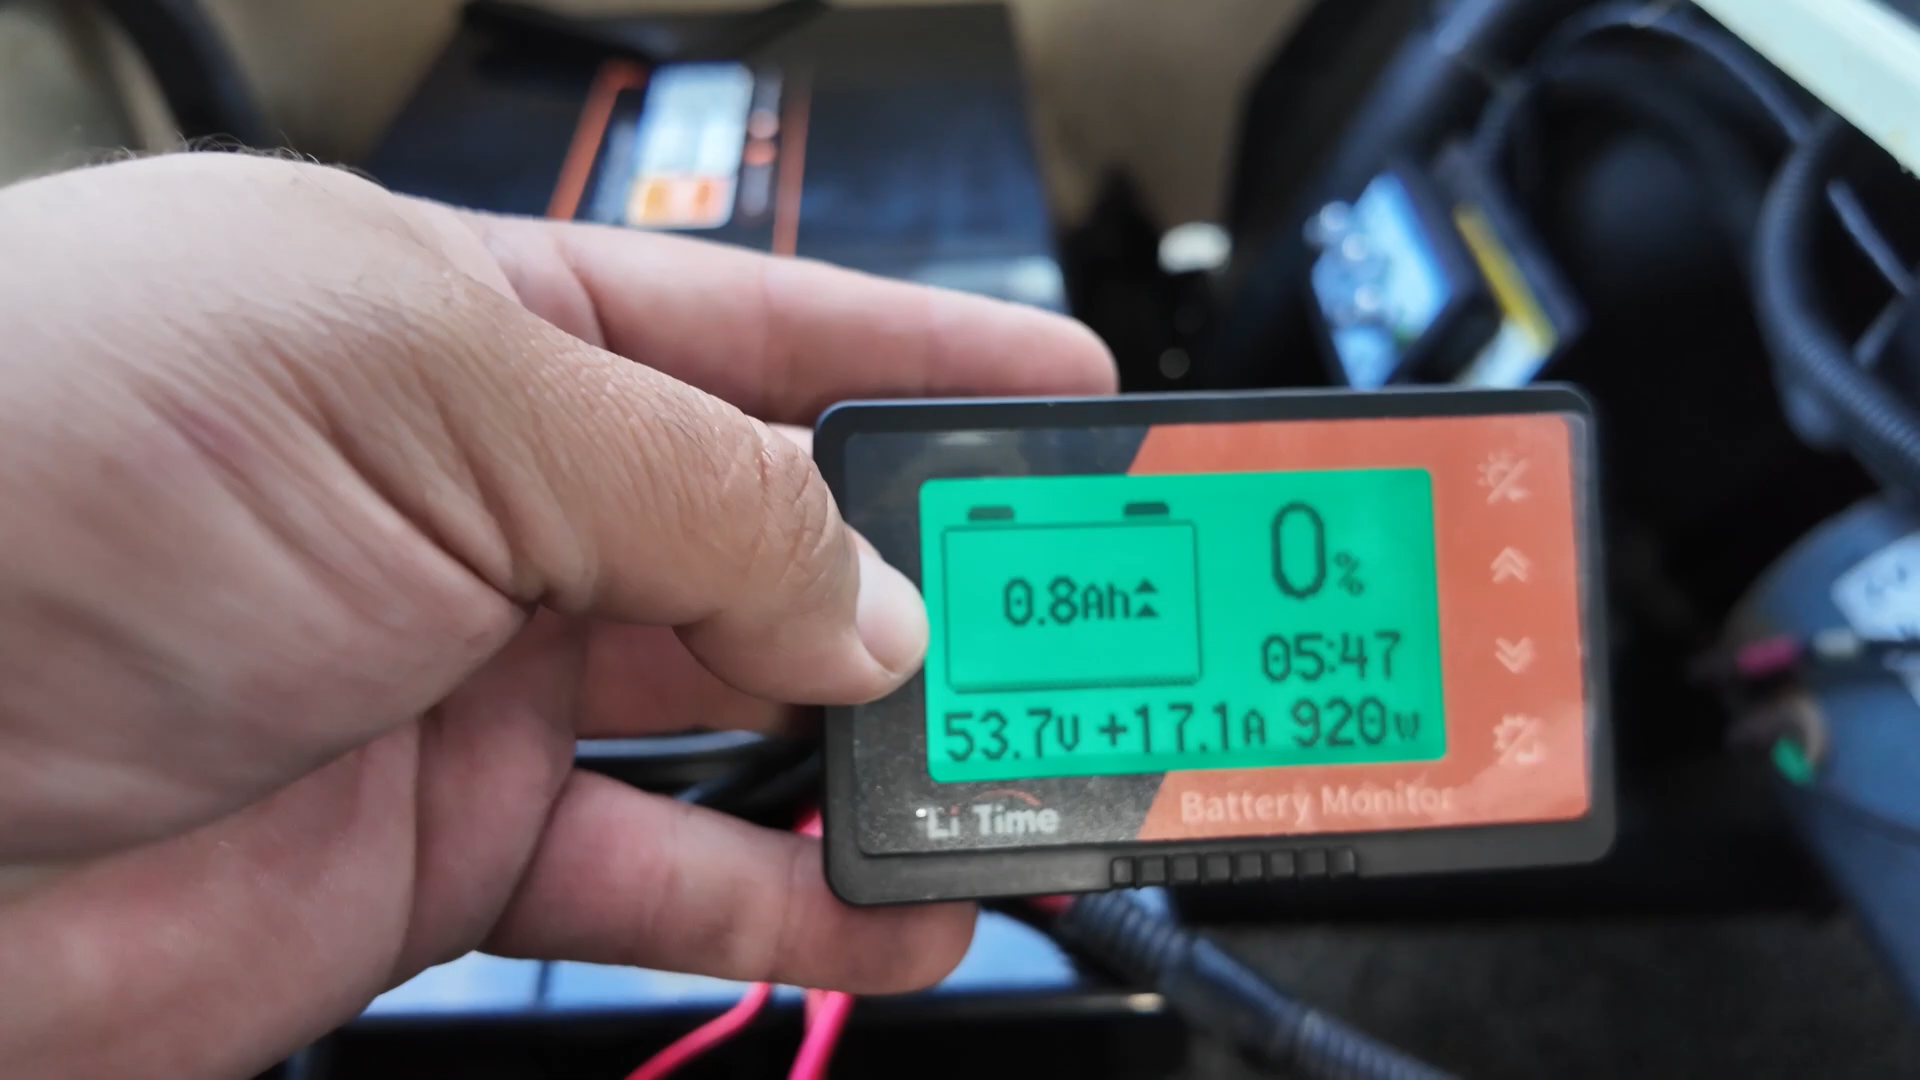 0.8Ah
0%
05:47
53.7V +17.1A 920W
Li Time
Battery Monitor